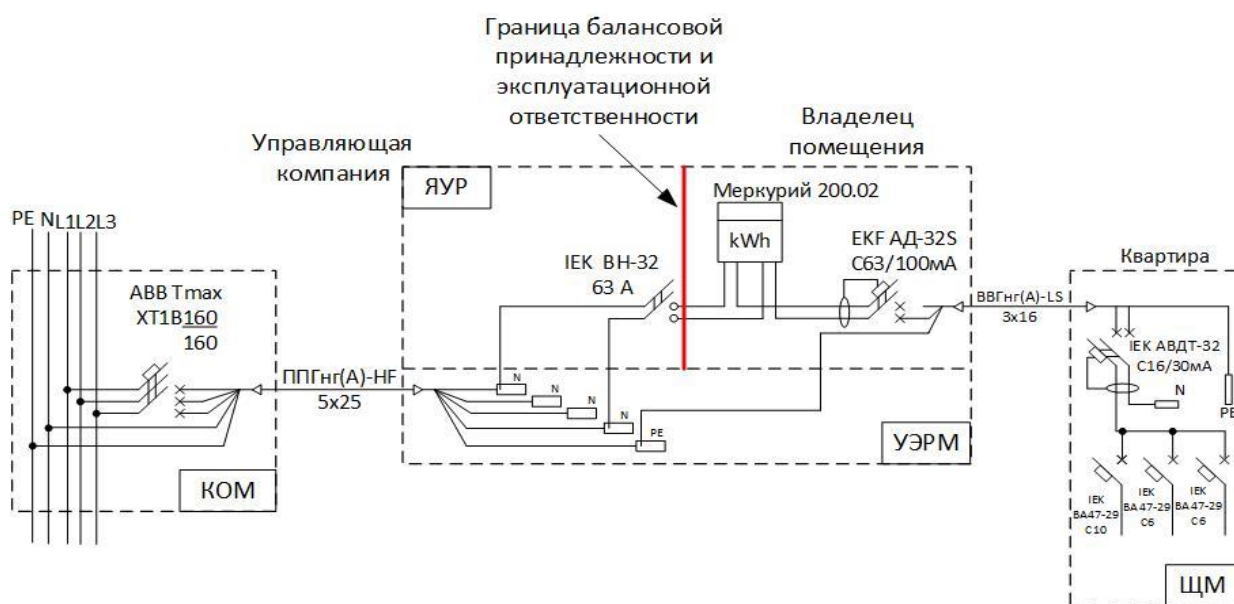 Граница балансовой
принадлежности и
эксплуатационной
ответственности
Управляющая
компания
Владелец
помещения
ЯУР
Меркурий 200.02
kWh
PE N L1 L2 L3
IEK ВН-32
63 А
EKF АД-32S
С63/100мА
Квартира
ABB Tmax
XT1B160
160
ВВГнг(А)-LS
3х16
IEK АВДТ-32
С16/30мА
ППГнг(А)-HF
5х25
N
N
N
N
PE
N
PE
УЭРМ
КОМ
IEK
ВА47-29
С10
IEK
ВА47-29
С6
IEK
ВА47-29
С6
ЩМ